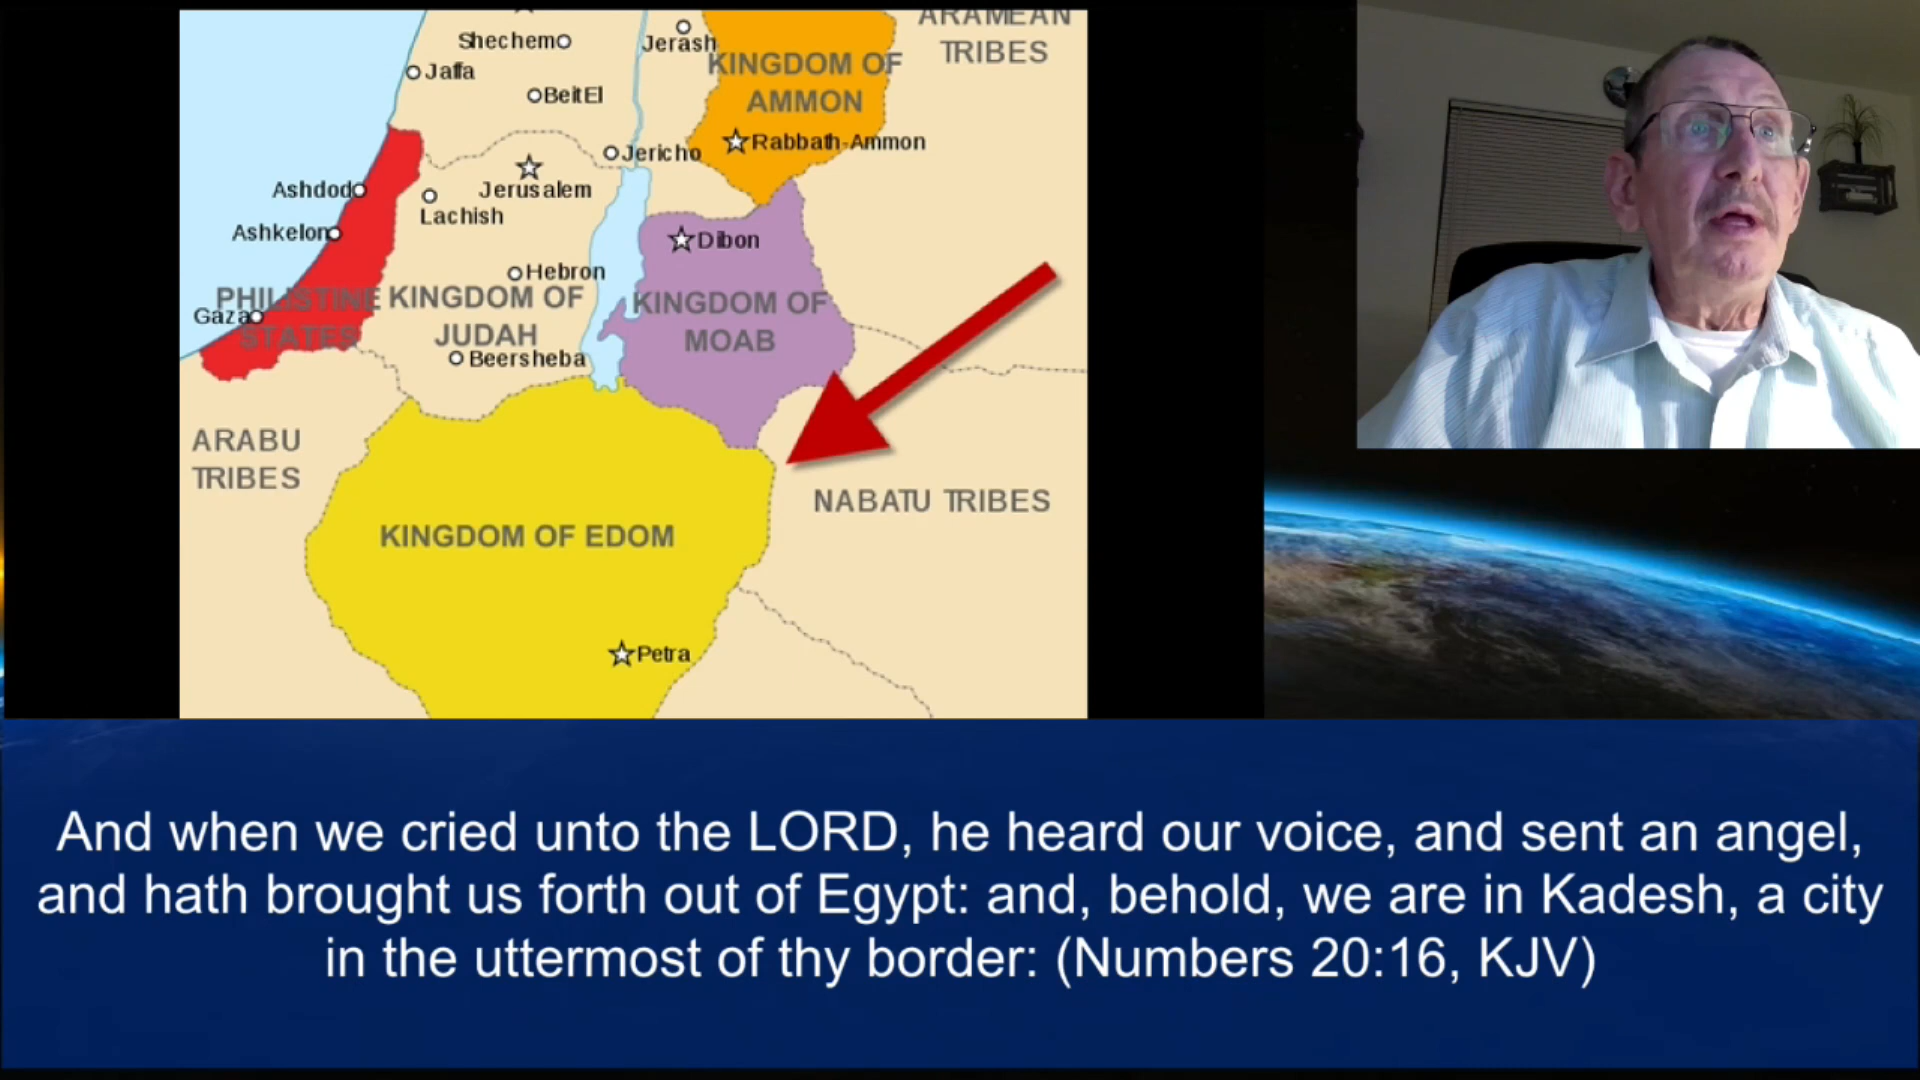 ARAMEAN
TRIBES
Shechem
Jerash
KINGDOM OF
AMMON
Jaffa
BeitEl
Rabbath-Ammon
Jericho
Ashdod
Jerusalem
Lachish
Ashkelon
Dibon
Hebron
PHILISTINE
STATES
Gaza
KINGDOM OF
JUDAH
KINGDOM OF
MOAB
Beersheba
ARABU
TRIBES
NABATU TRIBES
KINGDOM OF EDOM
Petra
And when we cried unto the LORD, he heard our voice, and sent an angel,
and hath brought us forth out of Egypt: and, behold, we are in Kadesh, a city
in the uttermost of thy border: (Numbers 20:16, KJV)